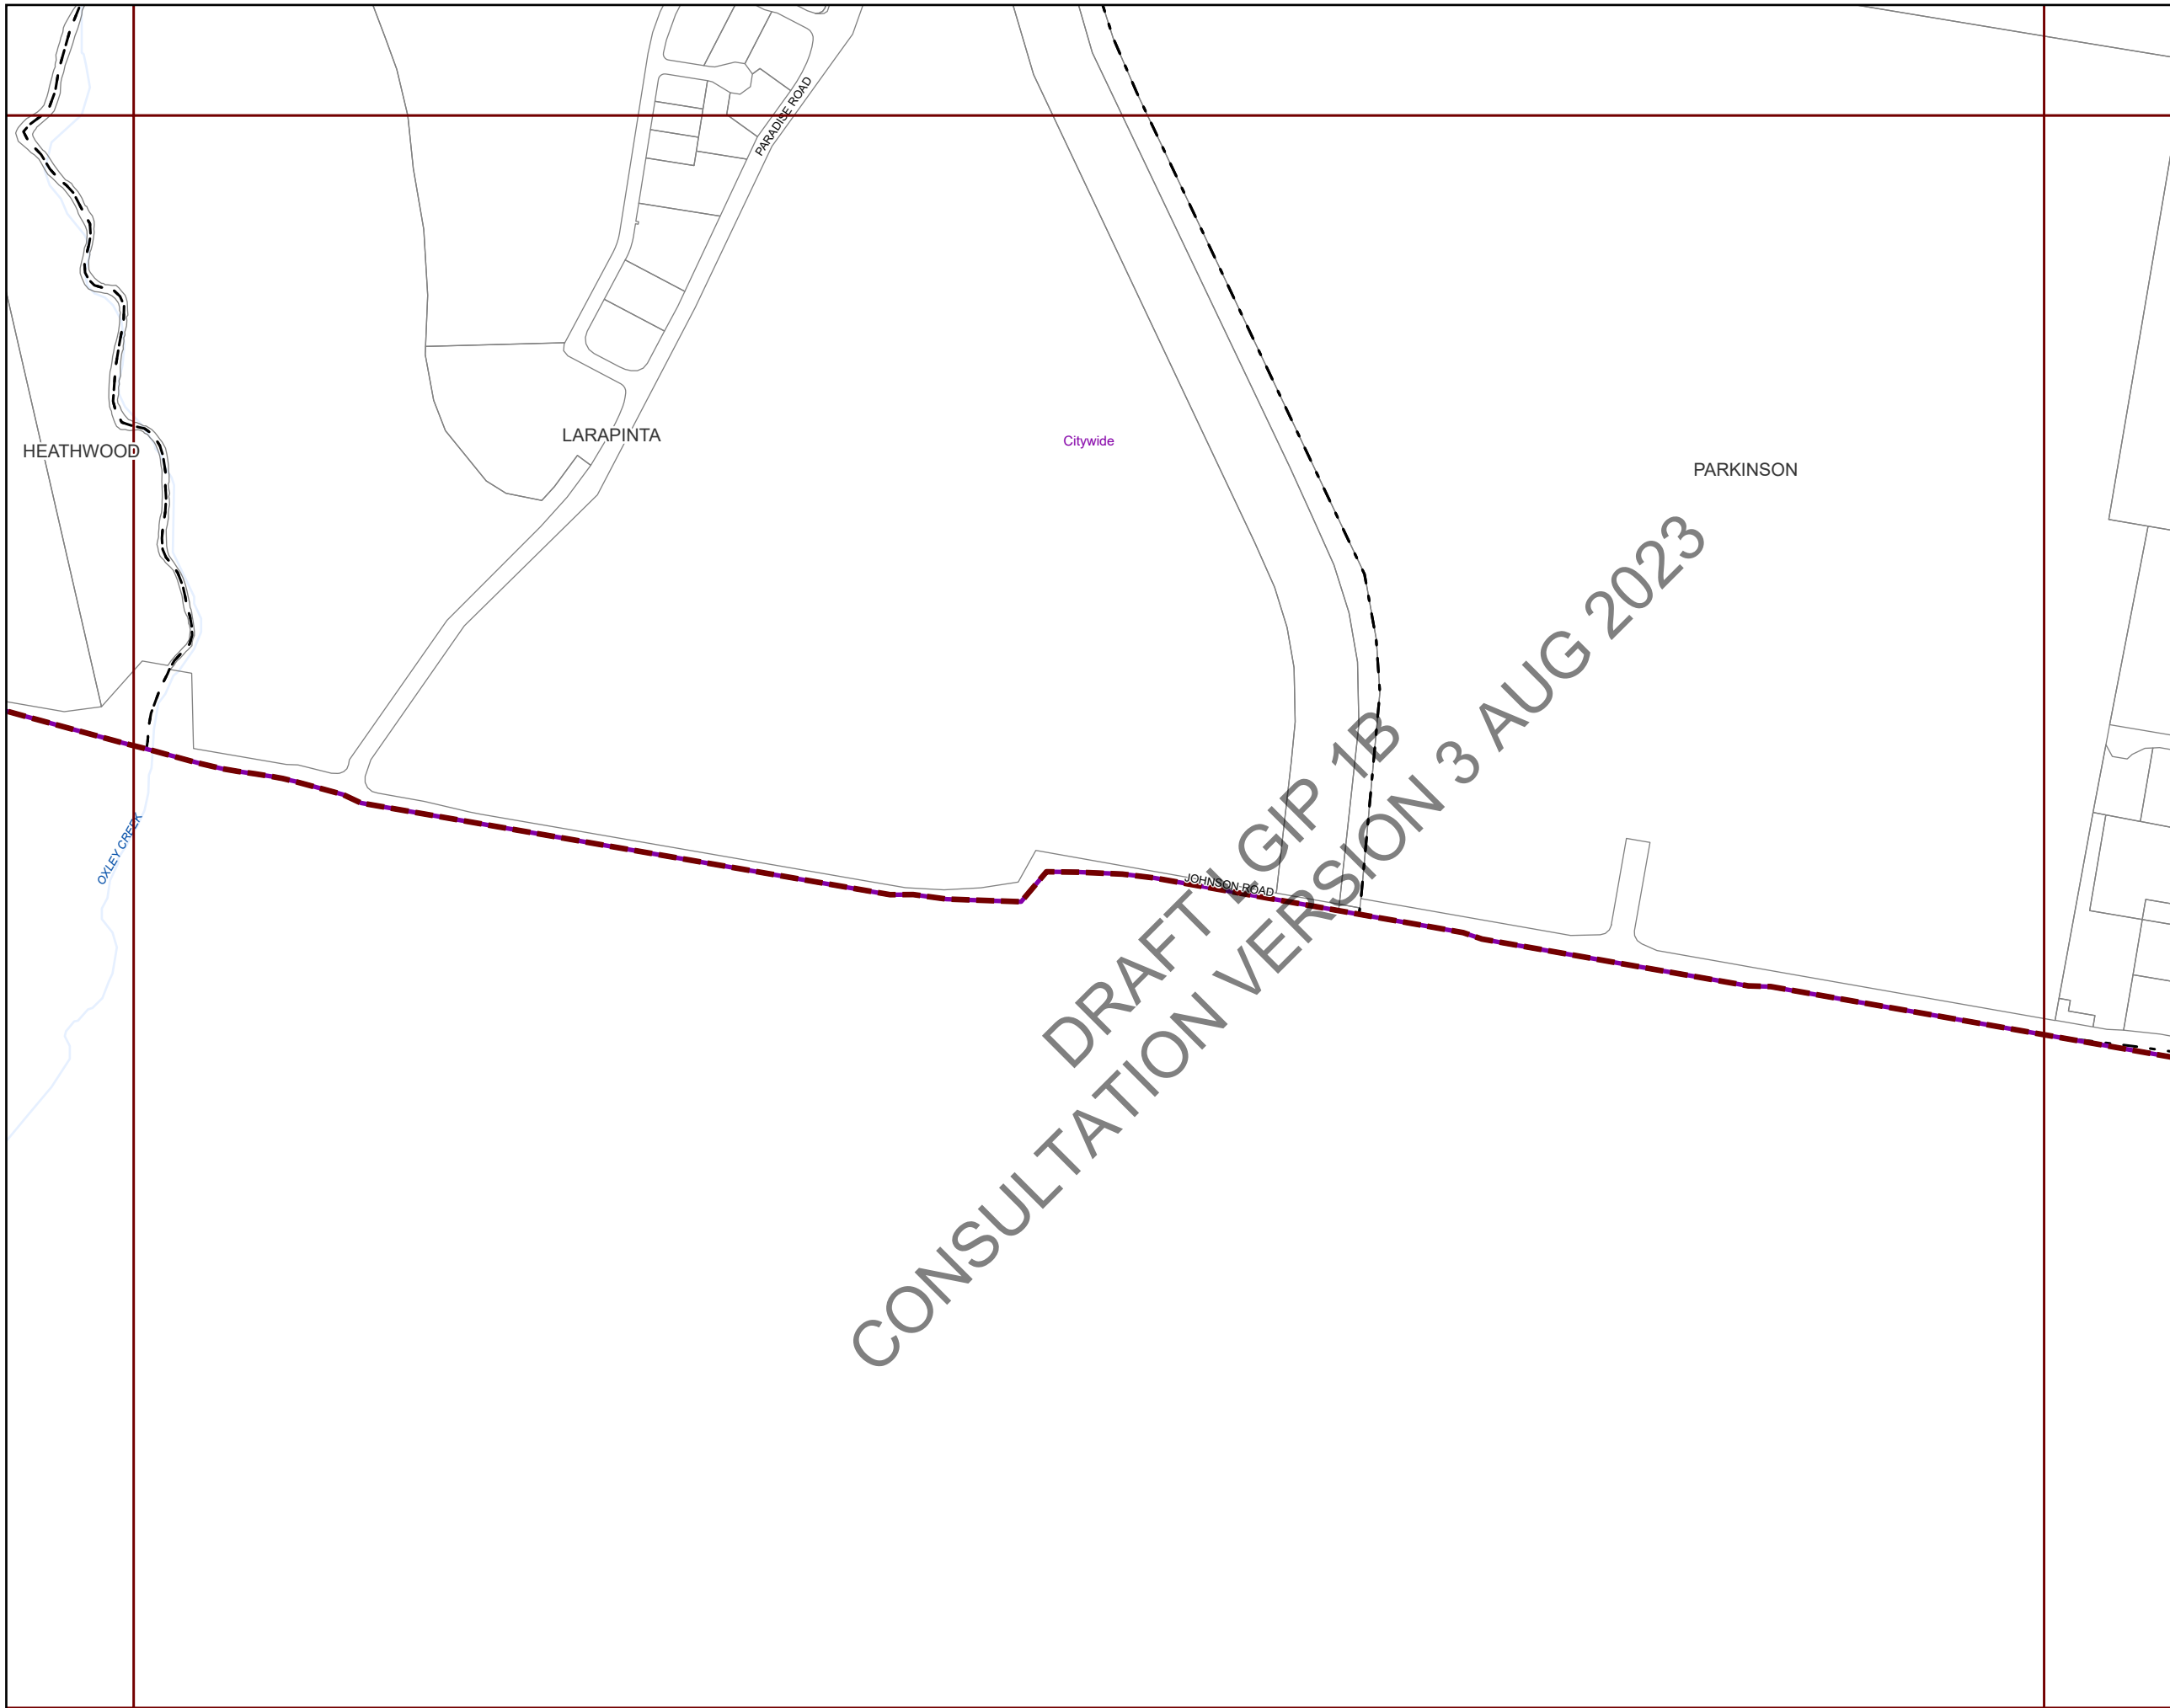 PARADISE ROAD
LARAPINTA
Citywide
HEATHWOOD
PARKINSON
OXLEY CREEK
JOHNSON ROAD
DRAFT LGIP 1B
CONSULTATION VERSION 3 AUG 2023